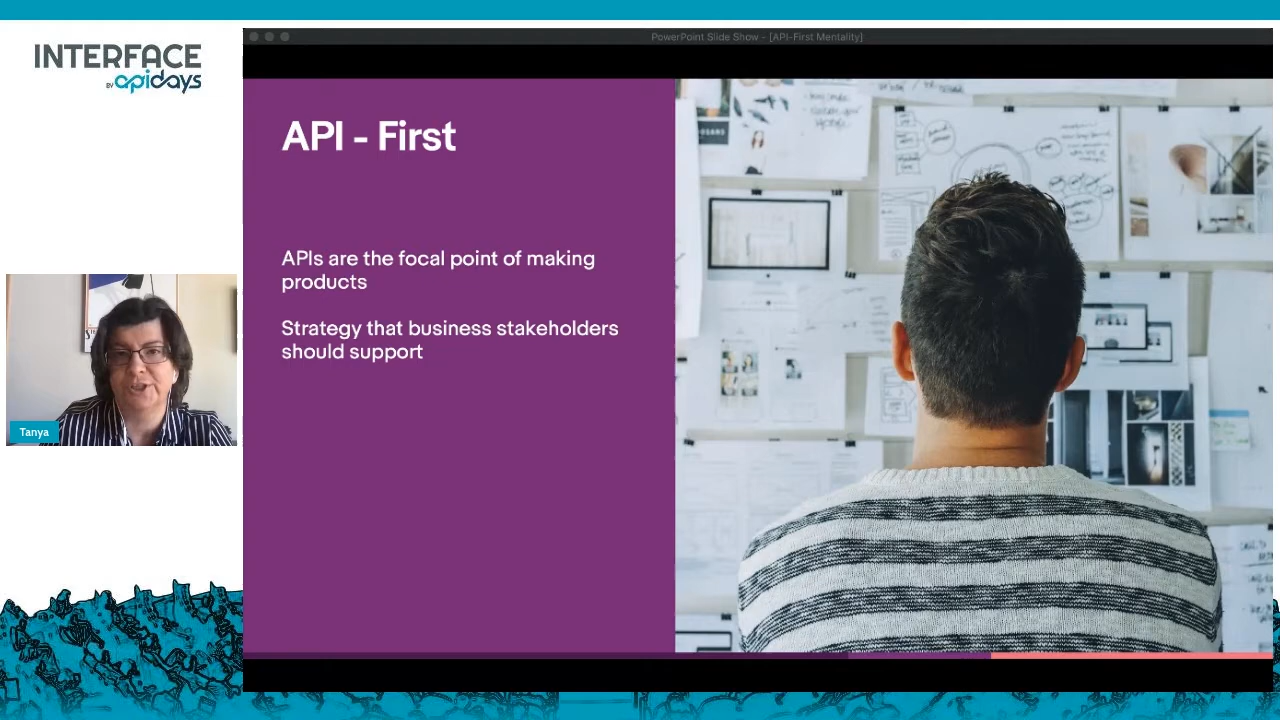 INTERFACE
BY apidays
PowerPoint Slide Show - [API-First Mentality]
API - First
APIs are the focal point of making
products
Strategy that business stakeholders
should support
Tanya